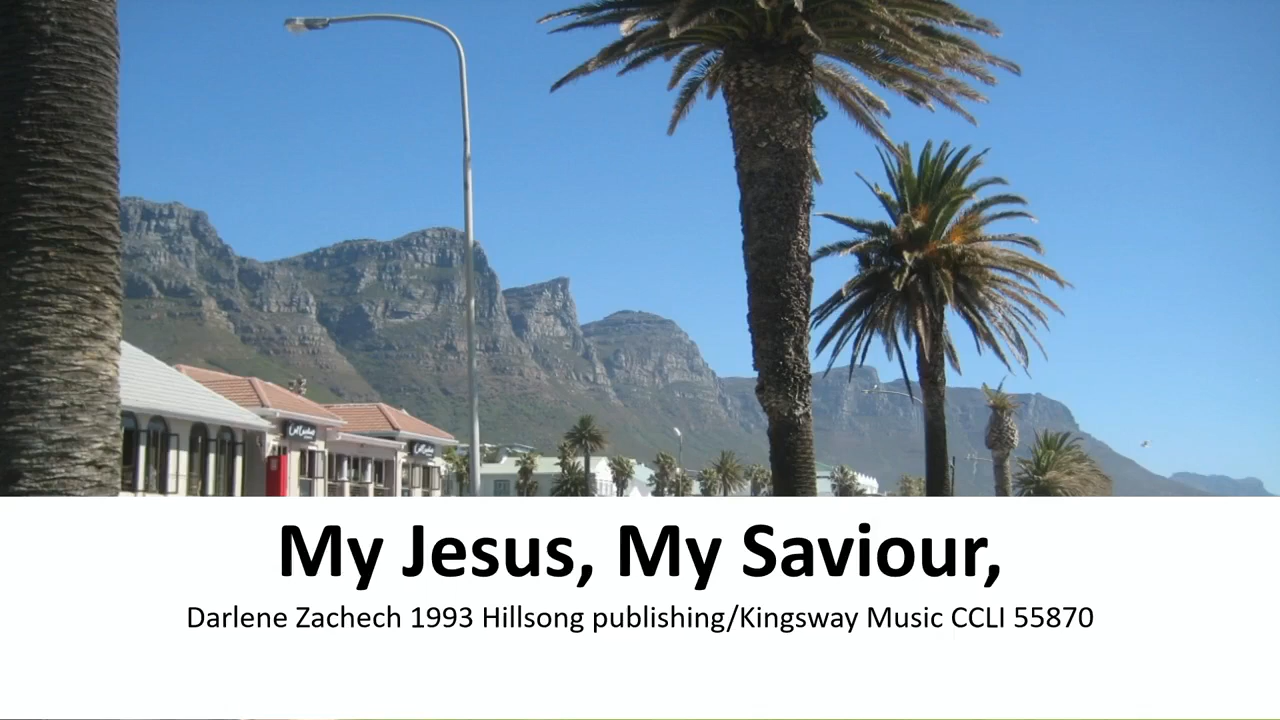 My Jesus, My Saviour,
Darlene Zachech 1993 Hillsong publishing/Kingsway Music CCLI 55870